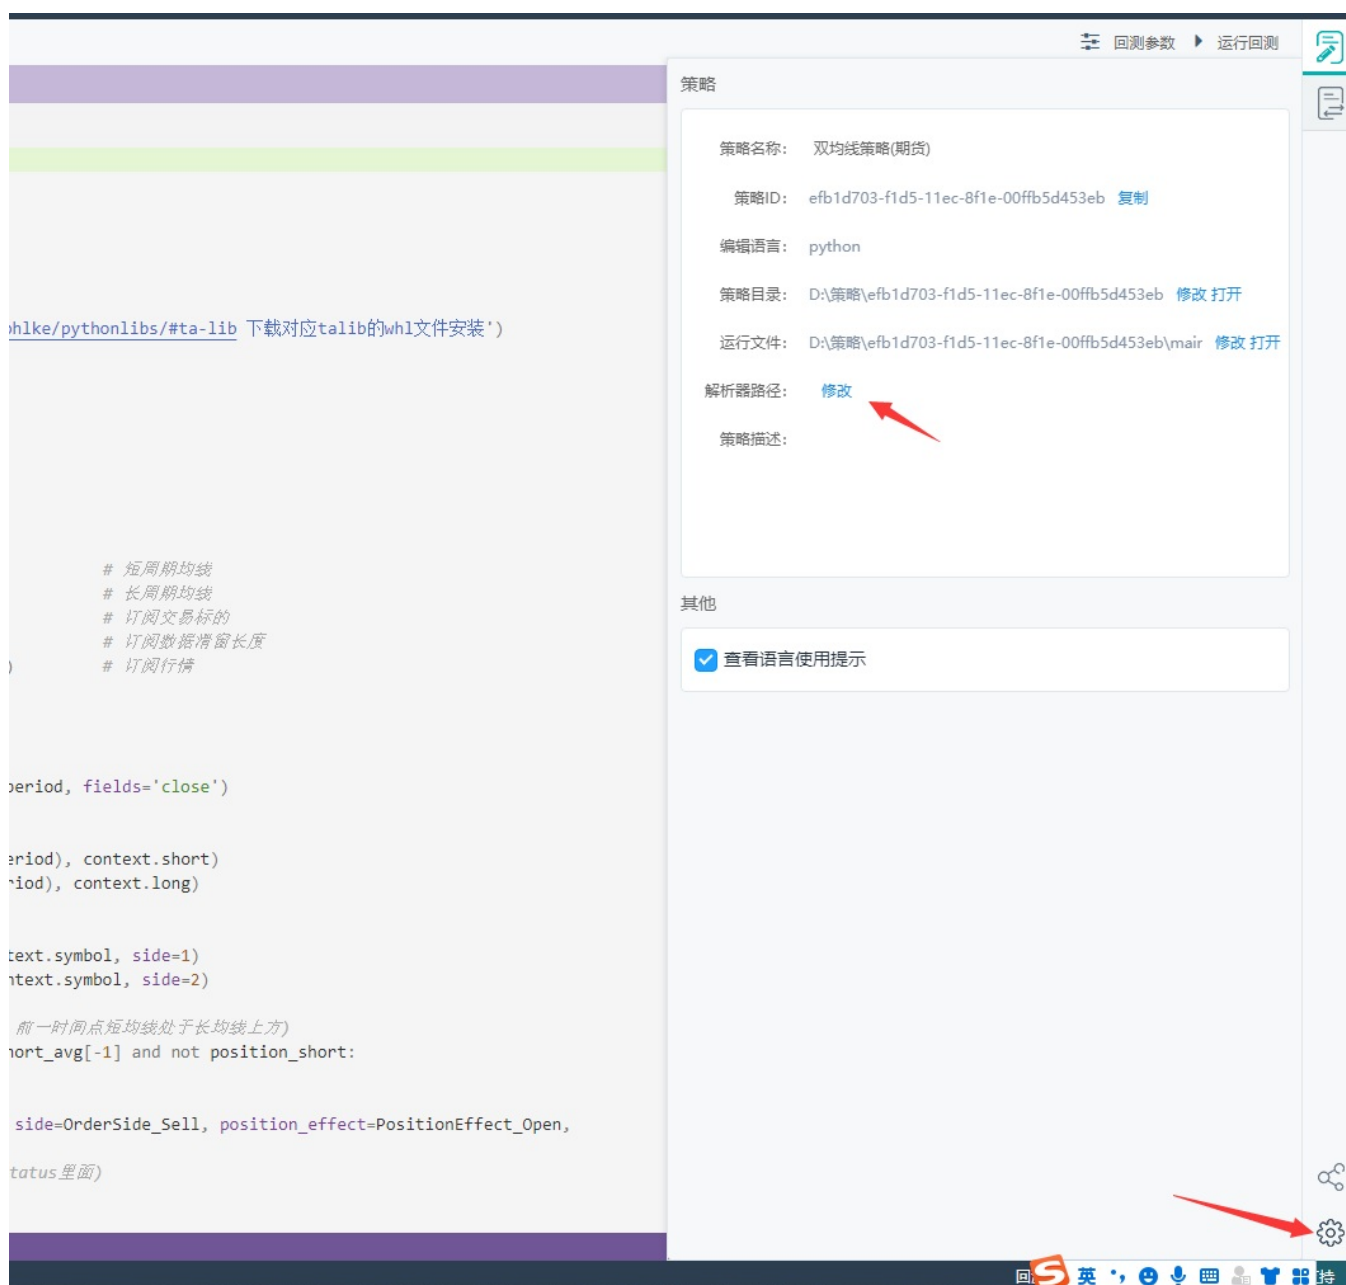 回测参数 运行回测
策略
策略名称： 双均线策略(期货)
策略ID： efb1d703-f1d5-11ec-8f1e-00ffb5d453eb 复制
编辑语言： python
策略目录： D:\策略\efb1d703-f1d5-11ec-8f1e-00ffb5d453eb 修改 打开
运行文件： D:\策略\efb1d703-f1d5-11ec-8f1e-00ffb5d453eb\mair 修改 打开
解析器路径： 修改
策略描述：
其他
查看语言使用提示
ohlke/pythonlibs/#ta-lib 下载对应talib的whl文件安装')
# 短周期均线
# 长周期均线
# 订阅交易标的
# 订阅数据滑窗长度
) # 订阅行情
period, fields='close')
eriod), context.short)
riod), context.long)
text.symbol, side=1)
ntext.symbol, side=2)
前一时间点短均线处于长均线上方)
hort_avg[-1] and not position_short:
side=OrderSide_Sell, position_effect=PositionEffect_Open,
tatus里面)
回
英
持